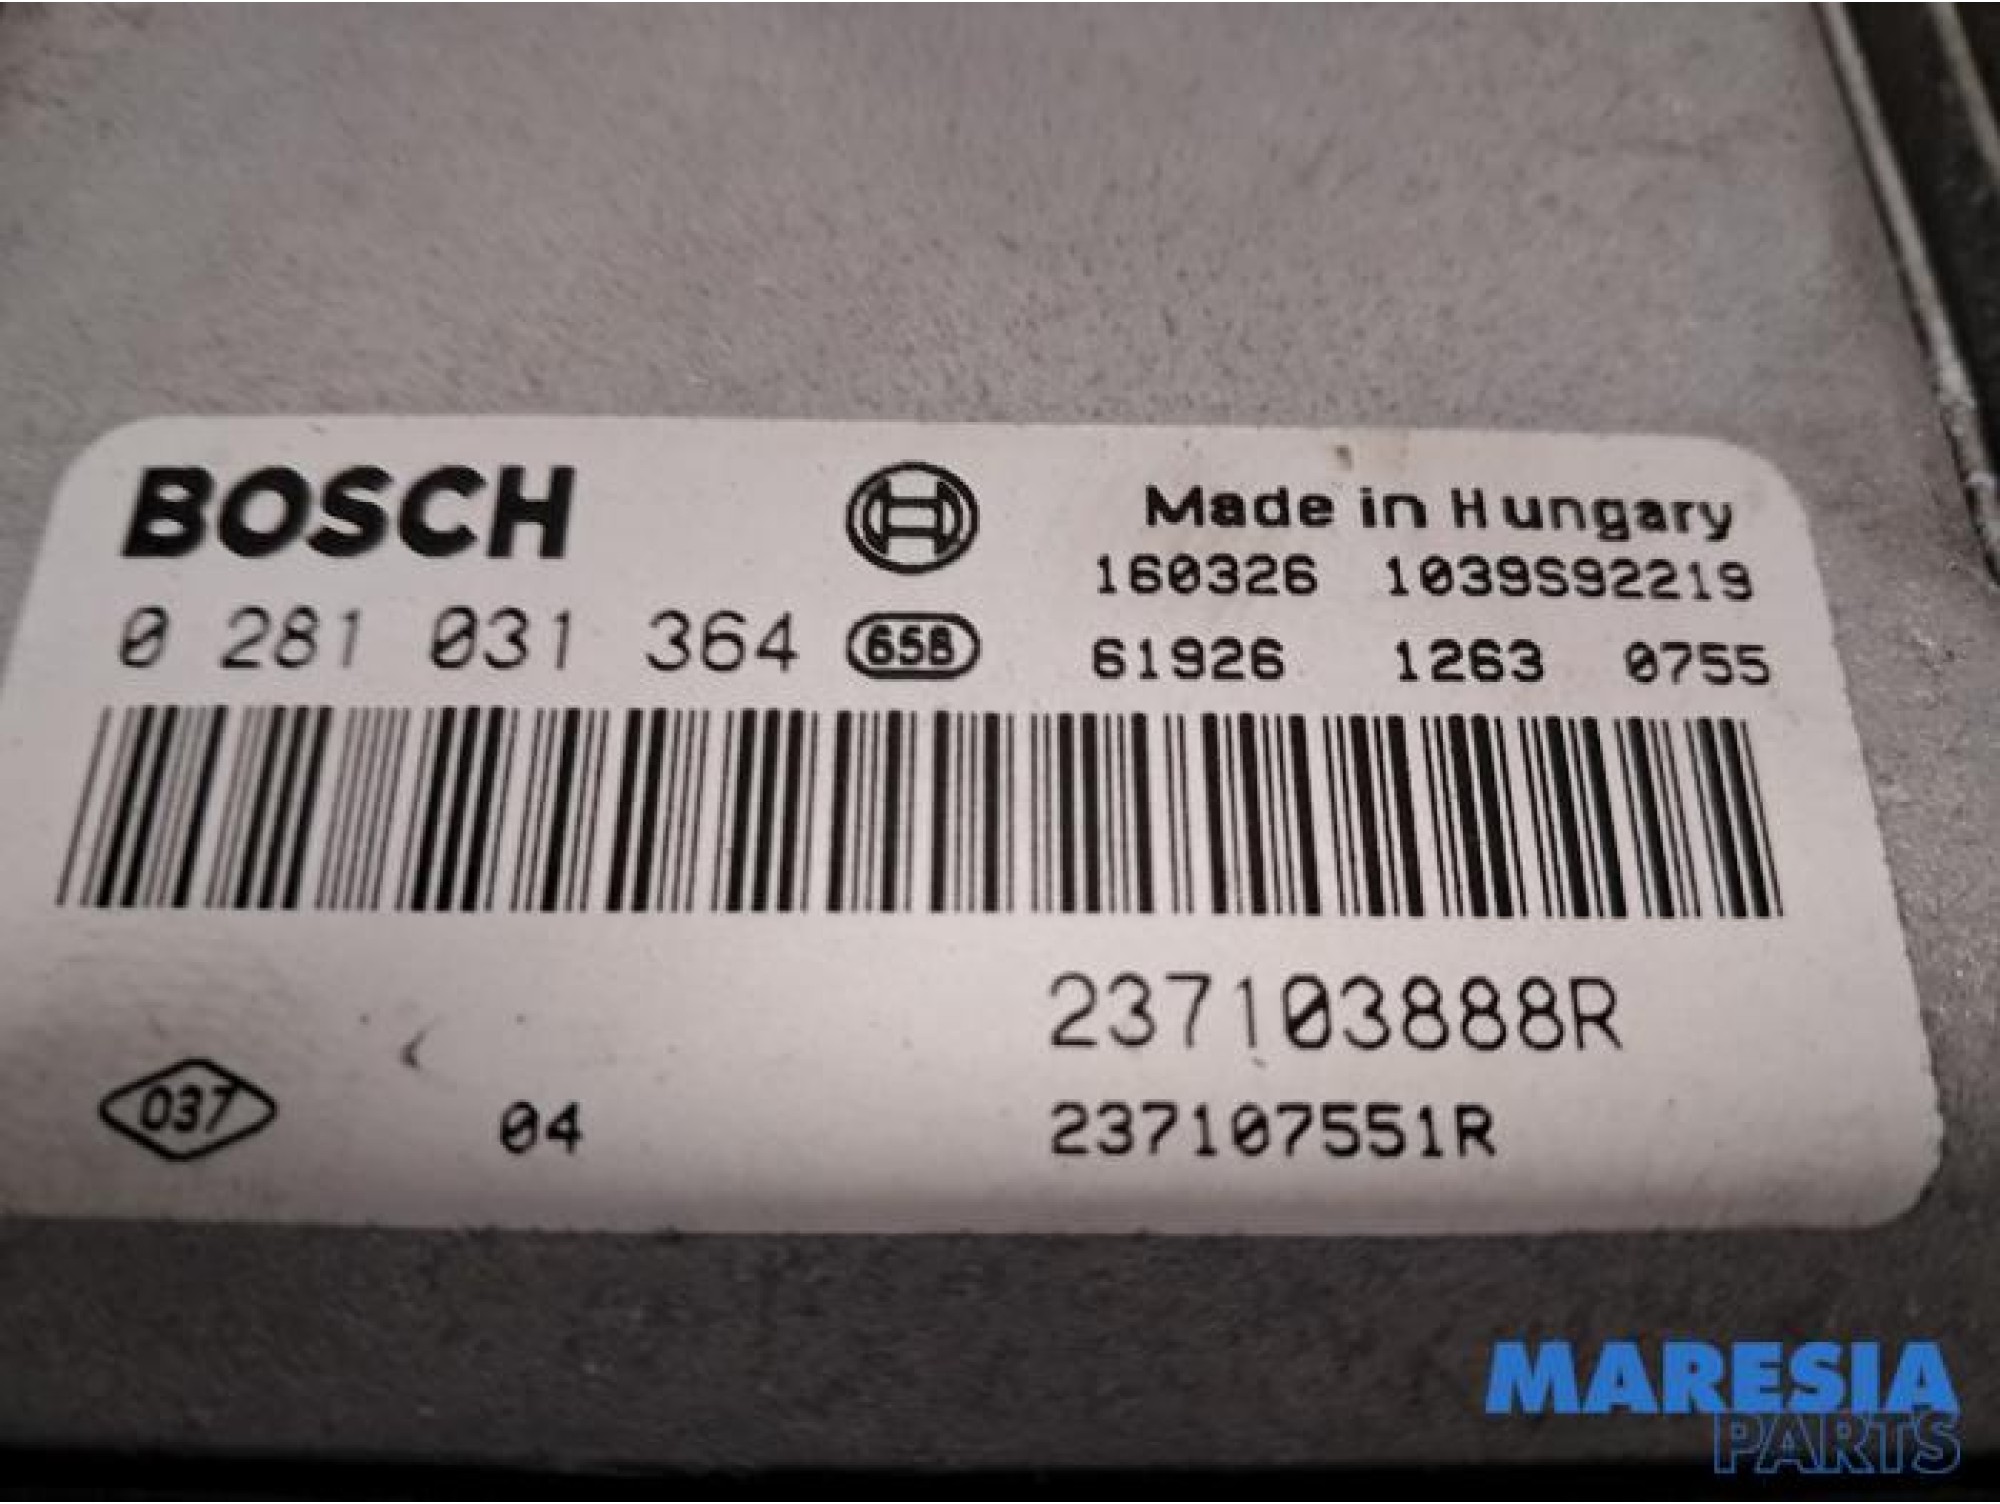 BOSCH
Made in Hungary
160326 1039S92219
0 281 031 364 65B 61926 1263 0755
237103888R
037 04 237107551R
MARESIA
PARTS